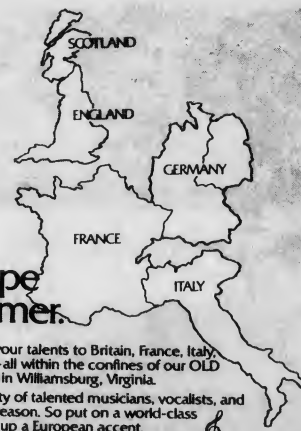 SCOTLAND
ENGLAND
GERMANY
FRANCE
ITALY
pe
mer.
your talents to Britain, France, Italy,
all within the confines of our OLD
in Williamsburg, Virginia.
ty of talented musicians, vocalists, and
eason. So put on a world-class
up a European accent.